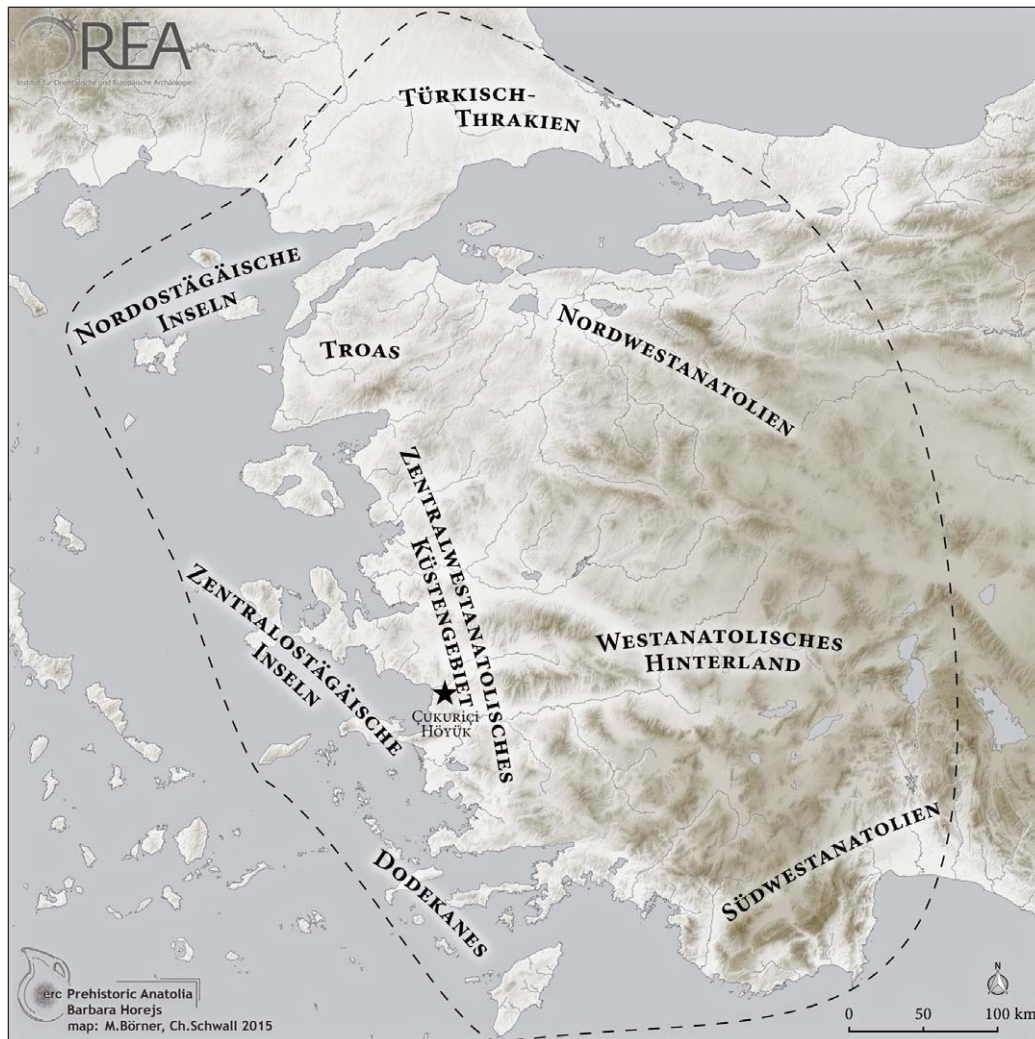 OREA
Institut für Orientalische und Europäische Archäologie
Türkisch-
Thrakien
Nordostägäische
Inseln
Troas
Nordwestanatolien
Zentralwestanatolisches
Küstengebiet
Zentralostägäische
Inseln
Westanatolisches
Hinterland
Çukuriçi
Höyük
Südwestanatolien
Dodekanes
erc Prehistoric Anatolia
Barbara Horejs
map: M.Börner, Ch.Schwall 2015
N
0 50 100 km